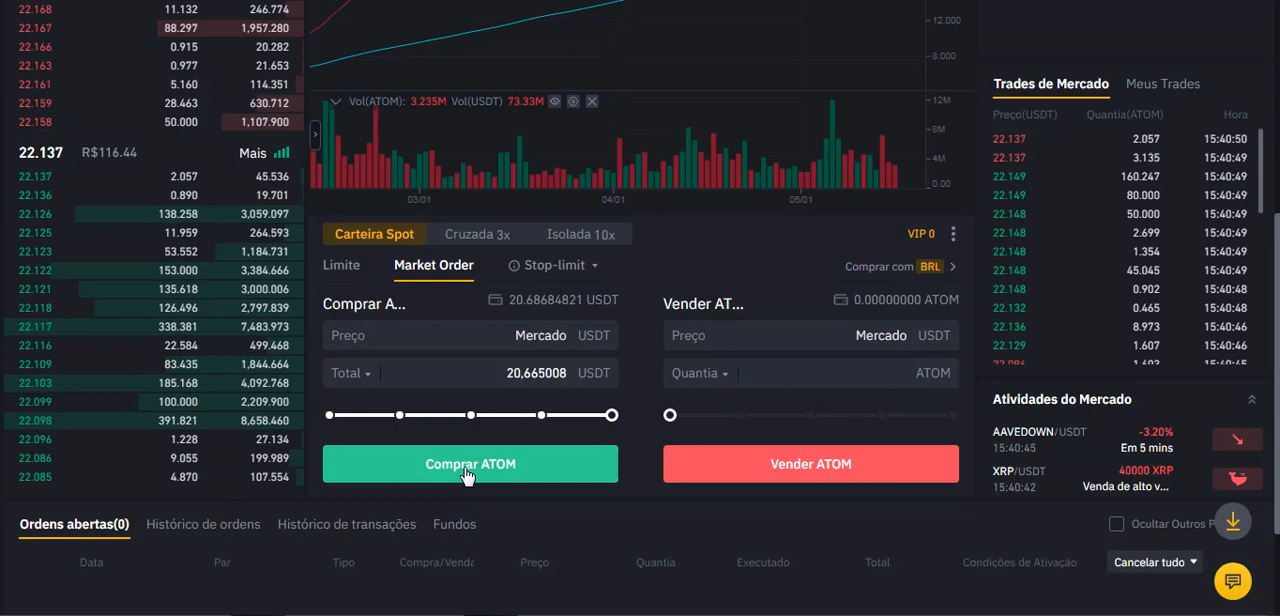 22.168 11.132 246.774
22.167 88.297 1,957.280
22.166 0.915 20.282
22.163 0.977 21.653
22.161 5.160 114.351
22.159 28.463 630.712
22.158 50.000 1,107.900
22.137 R$116.44 Mais
22.137 2.057 45.536
22.136 0.890 19.701
22.126 138.258 3,059.097
22.125 11.959 264.593
22.123 53.552 1,184.731
22.122 153.000 3,384.666
22.121 135.618 3,000.006
22.118 126.496 2,797.839
22.117 338.381 7,483.973
22.116 22.584 499.468
22.109 83.435 1,844.664
22.103 185.168 4,092.768
22.099 100.000 2,209.900
22.098 391.821 8,658.460
22.096 1.228 27.134
22.086 9.055 199.989
22.085 4.870 107.554
12.000
8.000
Vol(ATOM): 3.235M Vol(USDT) 73.33M
12M
8M
4M
0.00
03/01 04/01 05/01
Carteira Spot Cruzada 3x Isolada 10x VIP 0
Limite Market Order Stop-limit Comprar com BRL
Comprar A... 20.68684821 USDT
Preço Mercado USDT
Total 20,665008 USDT
Comprar ATOM
Vender AT... 0.00000000 ATOM
Preço Mercado USDT
Quantia ATOM
Vender ATOM
Trades de Mercado Meus Trades
Preço(USDT) Quantia(ATOM) Hora
22.137 2.057 15:40:50
22.137 3.135 15:40:49
22.149 160.247 15:40:49
22.149 80.000 15:40:49
22.148 50.000 15:40:49
22.148 2.699 15:40:49
22.148 1.354 15:40:49
22.148 45.045 15:40:49
22.148 0.902 15:40:48
22.132 0.465 15:40:48
22.136 8.973 15:40:46
22.129 1.607 15:40:46
Atividades do Mercado
AAVEDOWN/USDT -3.20%
15:40:45 Em 5 mins
XRP/USDT 40000 XRP
15:40:42 Venda de alto v...
Ordens abertas(0) Histórico de ordens Histórico de transações Fundos Ocultar Outros P
Data Par Tipo Compra/Venda Preço Quantia Executado Total Condições de Ativação Cancelar tudo